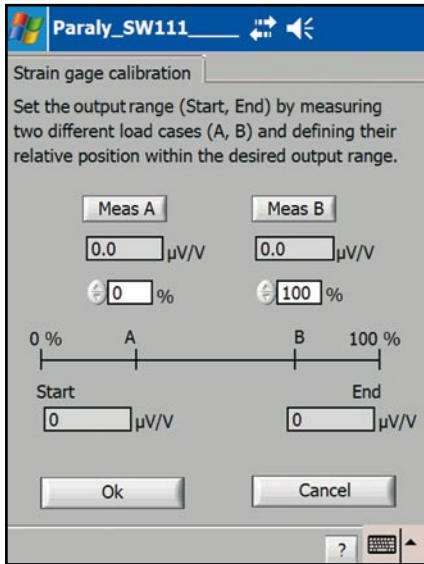 Paraly_SW111_____
Strain gage calibration
Set the output range (Start, End) by measuring
two different load cases (A, B) and defining their
relative position within the desired output range.
Meas A Meas B
0.0 µV/V 0.0 µV/V
0 % 100 %
0 % A B 100 %
Start End
0 µV/V 0 µV/V
Ok Cancel
?